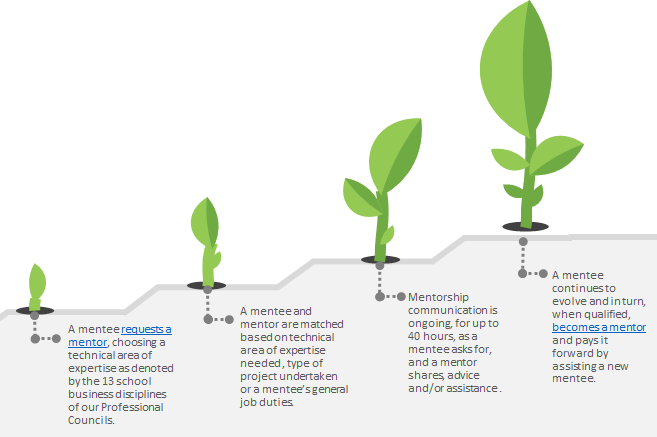 A mentee requests a
mentor, choosing a
technical area of
expertise as denoted
by the 13 school
business disciplines
of our Professional
Councils.
A mentee and
mentor are matched
based on technical
area of expertise
needed, type of
project undertaken
or a mentee's general
job duties.
Mentorship
communication is
ongoing, for up to
40 hours, as a
mentee asks for,
and a mentor
shares, advice
and/or assistance.
A mentee
continues to
evolve and in turn,
when qualified,
becomes a mentor
and pays it
forward by
assisting a new
mentee.